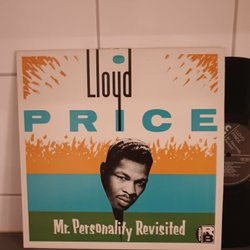 Lloyd
PRICE
Mr. Personality Revisited
R&B